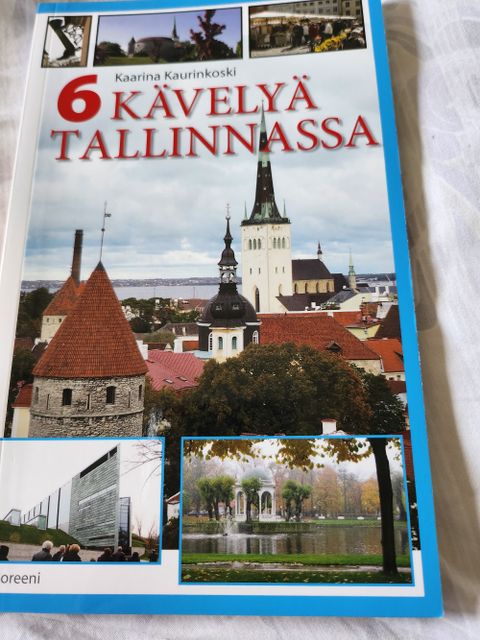 Kaarina Kaurinkoski
6 KÄVELYÄ
TALLINNASSA
oreeni